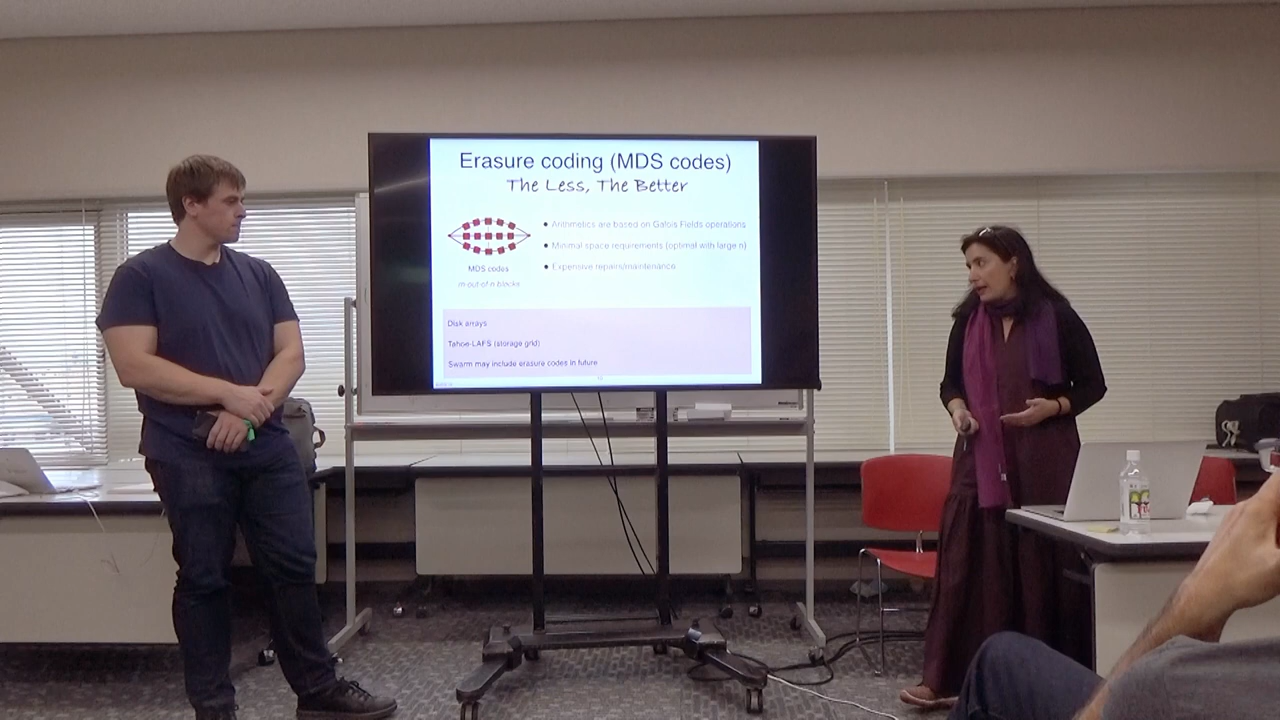 Erasure coding (MDS codes)
The Less, The Better
Arithmetics are based on Galois Fields operations
Minimal space requirements (optimal with large n)
Expensive repairs/maintenance
MDS codes
m-out-of-n blocks
Disk arrays
Tahoe-LAFS (storage grid)
Swarm may include erasure codes in future